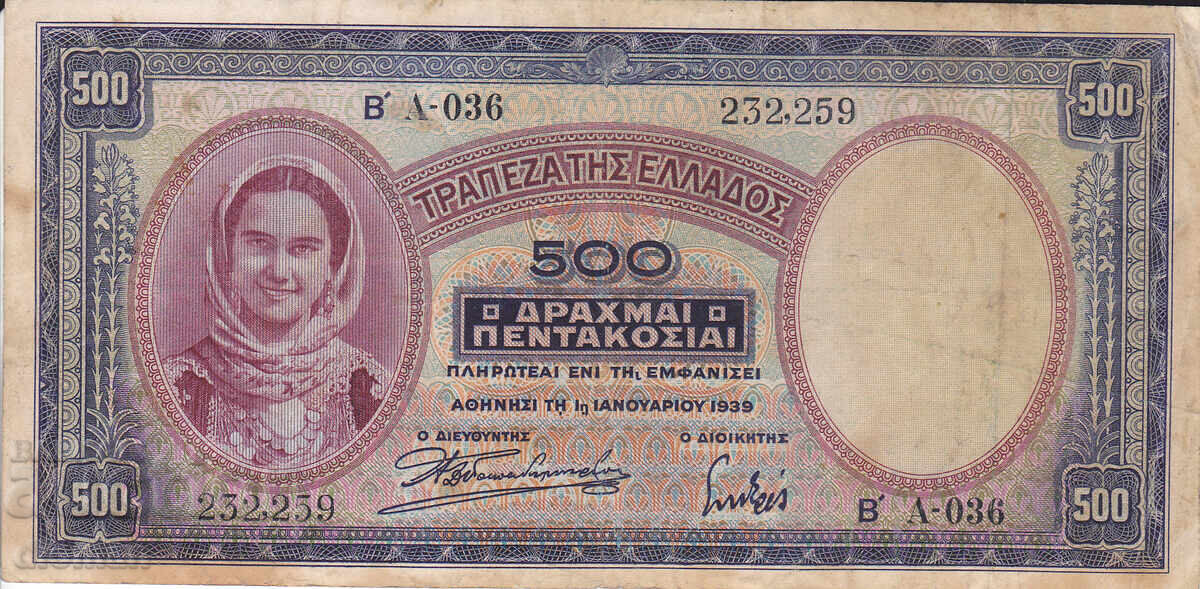 500 500
Β΄ Α-036 232,259
ΤΡΑΠΕΖΑ ΤΗΣ ΕΛΛΑΔΟΣ
500
ΔΡΑΧΜΑΙ
ΠΕΝΤΑΚΟΣΙΑΙ
ΠΛΗΡΩΤΕΑΙ ΕΝΙ ΤΗι ΕΜΦΑΝΙΣΕΙ
ΑΘΗΝΗΣΙ ΤΗ 1η ΙΑΝΟΥΑΡΙΟΥ 1939
Ο ΔΙΕΥΘΥΝΤΗΣ Ο ΔΙΟΙΚΗΤΗΣ
232,259 Β΄ Α-036
500 500